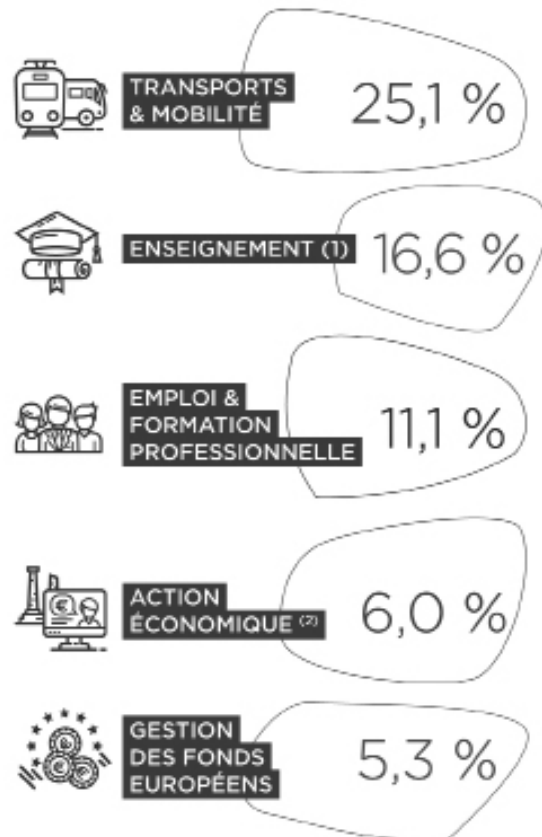 TRANSPORTS
& MOBILITÉ
25,1 %
ENSEIGNEMENT (1)
16,6 %
EMPLOI &
FORMATION
PROFESSIONNELLE
11,1 %
ACTION
ÉCONOMIQUE (2)
6,0 %
GESTION
DES FONDS
EUROPÉENS
5,3 %